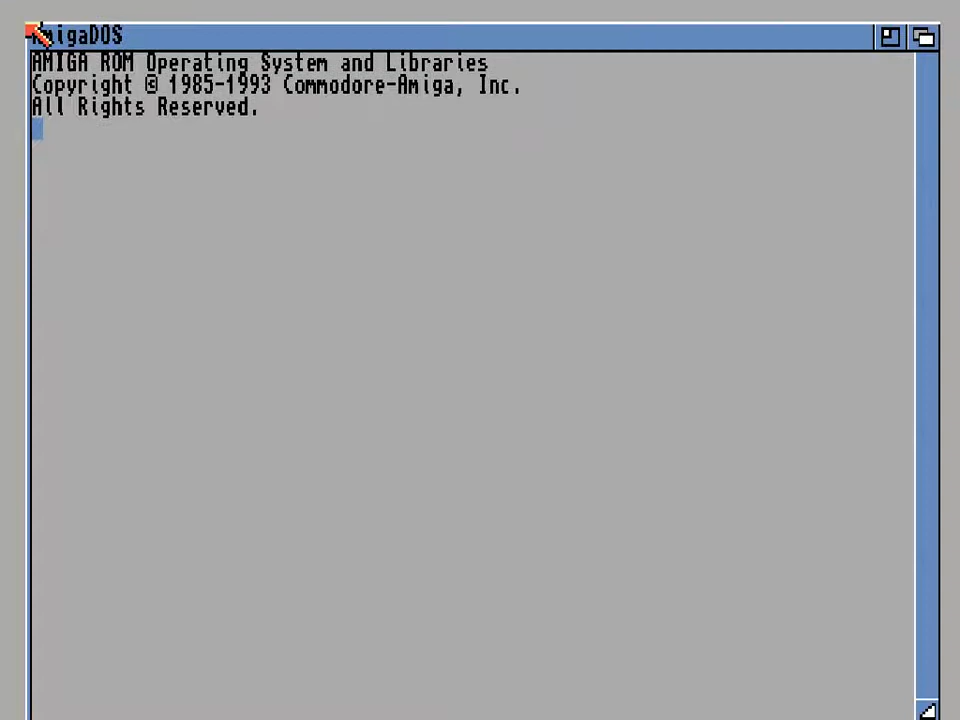 AmigaDOS
AMIGA ROM Operating System and Libraries
Copyright © 1985-1993 Commodore-Amiga, Inc.
All Rights Reserved.